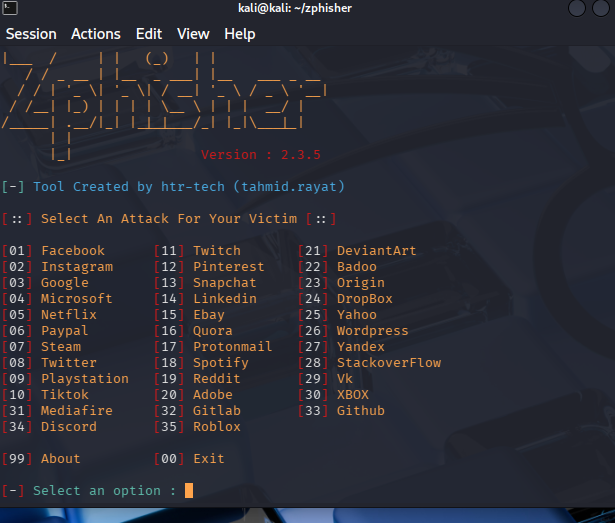 kali@kali: ~/zphisher
Session Actions Edit View Help
Zphisher
Version : 2.3.5
[-] Tool Created by htr-tech (tahmid.rayat)
[::] Select An Attack For Your Victim [::]
[01] Facebook [11] Twitch [21] DeviantArt
[02] Instagram [12] Pinterest [22] Badoo
[03] Google [13] Snapchat [23] Origin
[04] Microsoft [14] Linkedin [24] DropBox
[05] Netflix [15] Ebay [25] Yahoo
[06] Paypal [16] Quora [26] Wordpress
[07] Steam [17] Protonmail [27] Yandex
[08] Twitter [18] Spotify [28] StackoverFlow
[09] Playstation [19] Reddit [29] Vk
[10] Tiktok [20] Adobe [30] XBOX
[31] Mediafire [32] Gitlab [33] Github
[34] Discord [35] Roblox
[99] About [00] Exit
[-] Select an option :